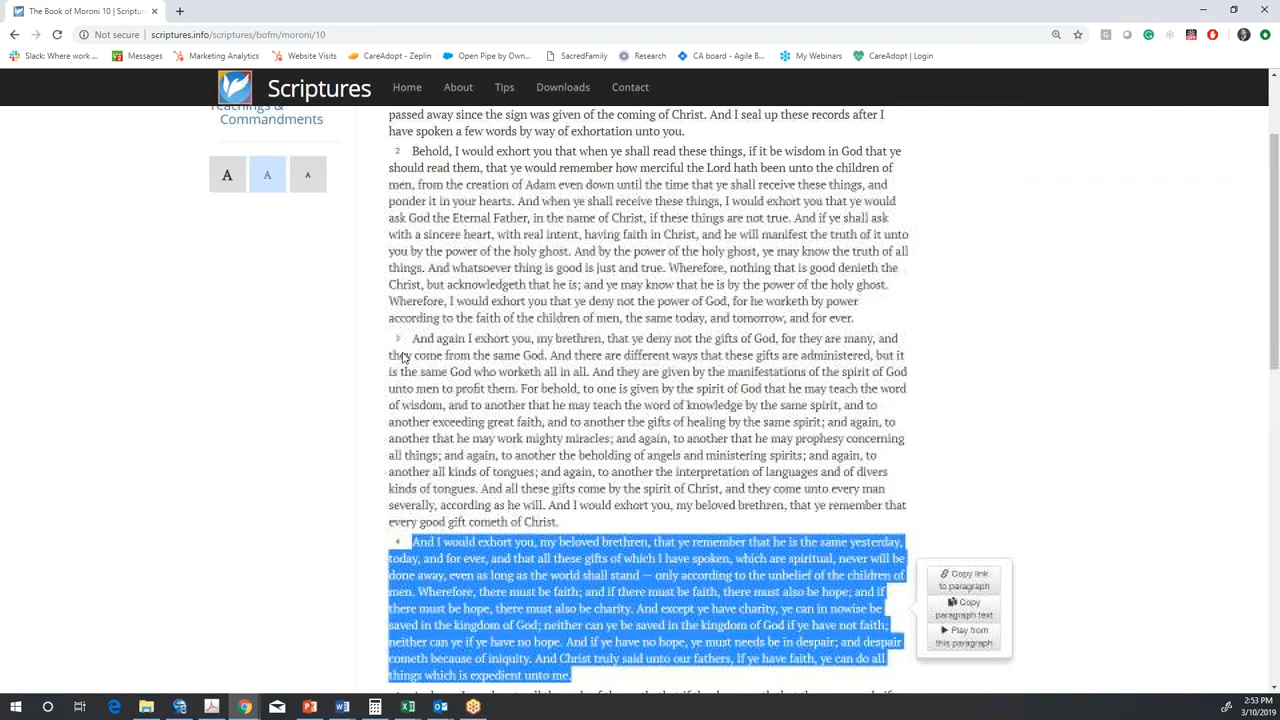 The Book of Moroni 10 | Scripture
Not secure | scriptures.info/scriptures/bofm/moroni/10
Slack: Where work ... Messages Marketing Analytics Website Visits CareAdopt - Zeplin Open Pipe by Own... SacredFamily Research CA board - Agile B... My Webinars CareAdopt | Login
Scriptures Home About Tips Downloads Contact
Teachings &
Commandments
A A A
passed away since the sign was given of the coming of Christ. And I seal up these records after I
have spoken a few words by way of exhortation unto you.
2 Behold, I would exhort you that when ye shall read these things, if it be wisdom in God that ye
should read them, that ye would remember how merciful the Lord hath been unto the children of
men, from the creation of Adam even down until the time that ye shall receive these things, and
ponder it in your hearts. And when ye shall receive these things, I would exhort you that ye would
ask God the Eternal Father, in the name of Christ, if these things are not true. And if ye shall ask
with a sincere heart, with real intent, having faith in Christ, and he will manifest the truth of it unto
you by the power of the holy ghost. And by the power of the holy ghost, ye may know the truth of all
things. And whatsoever thing is good is just and true. Wherefore, nothing that is good denieth the
Christ, but acknowledgeth that he is; and ye may know that he is by the power of the holy ghost.
Wherefore, I would exhort you that ye deny not the power of God, for he worketh by power
according to the faith of the children of men, the same today, and tomorrow, and for ever.
3 And again I exhort you, my brethren, that ye deny not the gifts of God, for they are many, and
they come from the same God. And there are different ways that these gifts are administered, but it
is the same God who worketh all in all. And they are given by the manifestations of the spirit of God
unto men to profit them. For behold, to one is given by the spirit of God that he may teach the word
of wisdom, and to another that he may teach the word of knowledge by the same spirit, and to
another exceeding great faith, and to another the gifts of healing by the same spirit; and again, to
another that he may work mighty miracles; and again, to another that he may prophesy concerning
all things; and again, to another the beholding of angels and ministering spirits; and again, to
another all kinds of tongues; and again, to another the interpretation of languages and of divers
kinds of tongues. And all these gifts come by the spirit of Christ, and they come unto every man
severally, according as he will. And I would exhort you, my beloved brethren, that ye remember that
every good gift cometh of Christ.
4 And I would exhort you, my beloved brethren, that ye remember that he is the same yesterday,
today, and for ever, and that all these gifts of which I have spoken, which are spiritual, never will be
done away, even as long as the world shall stand — only according to the unbelief of the children of
men. Wherefore, there must be faith; and if there must be faith, there must also be hope; and if
there must be hope, there must also be charity. And except ye have charity, ye can in nowise be
saved in the kingdom of God; neither can ye be saved in the kingdom of God if ye have not faith;
neither can ye if ye have no hope. And if ye have no hope, ye must needs be in despair; and despair
cometh because of iniquity. And Christ truly said unto our fathers, If ye have faith, ye can do all
things which is expedient unto me.
Copy link
to paragraph
Copy
paragraph text
Play from
this paragraph
2:53 PM
3/10/2019